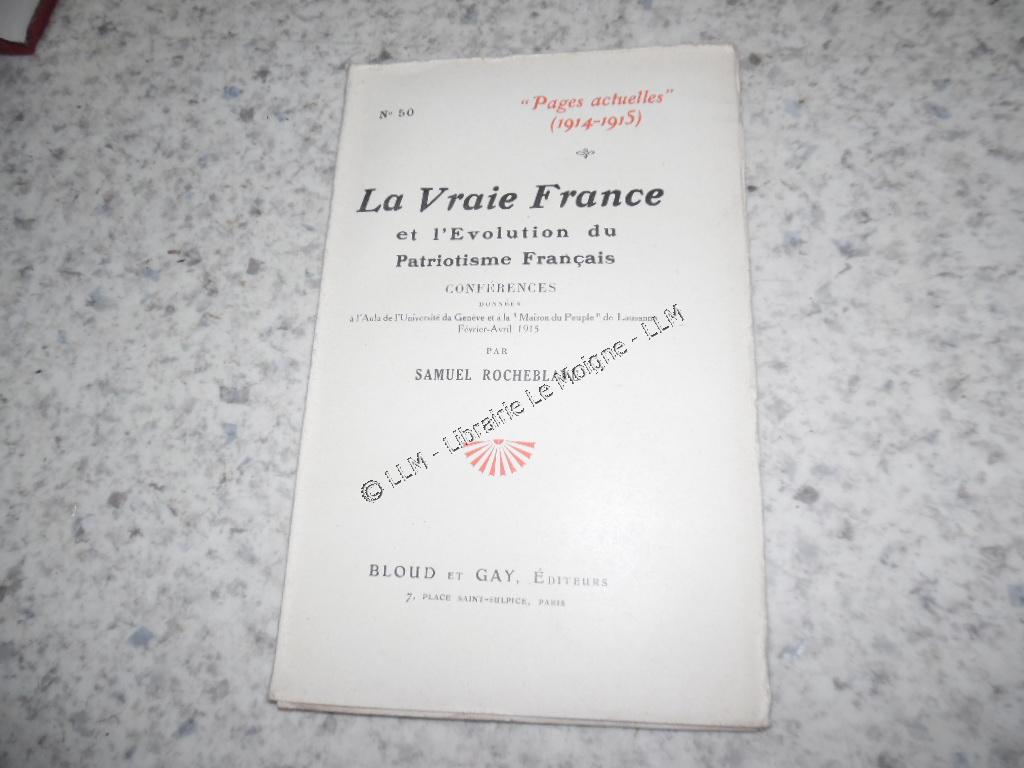 Nº 50
"Pages actuelles"
(1914-1915)
La Vraie France
et l'Evolution du
Patriotisme Français
CONFÉRENCES
DONNÉES
à l'Aula de l'Université da Genève et à la "Maison du Peuple" de Lausanne
Février-Avril 1915
PAR
SAMUEL
© LLM - Librairie Le Moigne - LLM
BLOUD ET GAY, ÉDITEURS
7, PLACE SAINT-SULPICE, PARIS